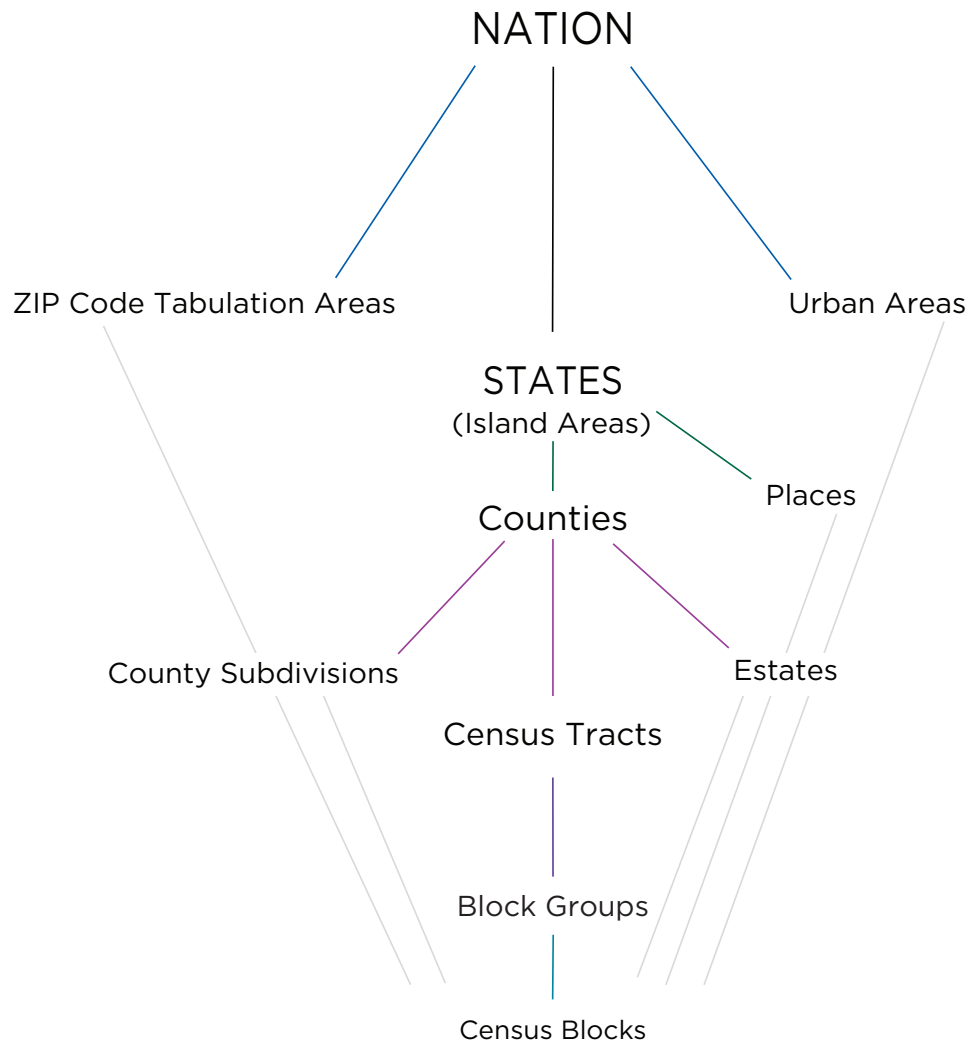 NATION
ZIP Code Tabulation Areas
Urban Areas
STATES
(Island Areas)
Places
Counties
County Subdivisions
Estates
Census Tracts
Block Groups
Census Blocks